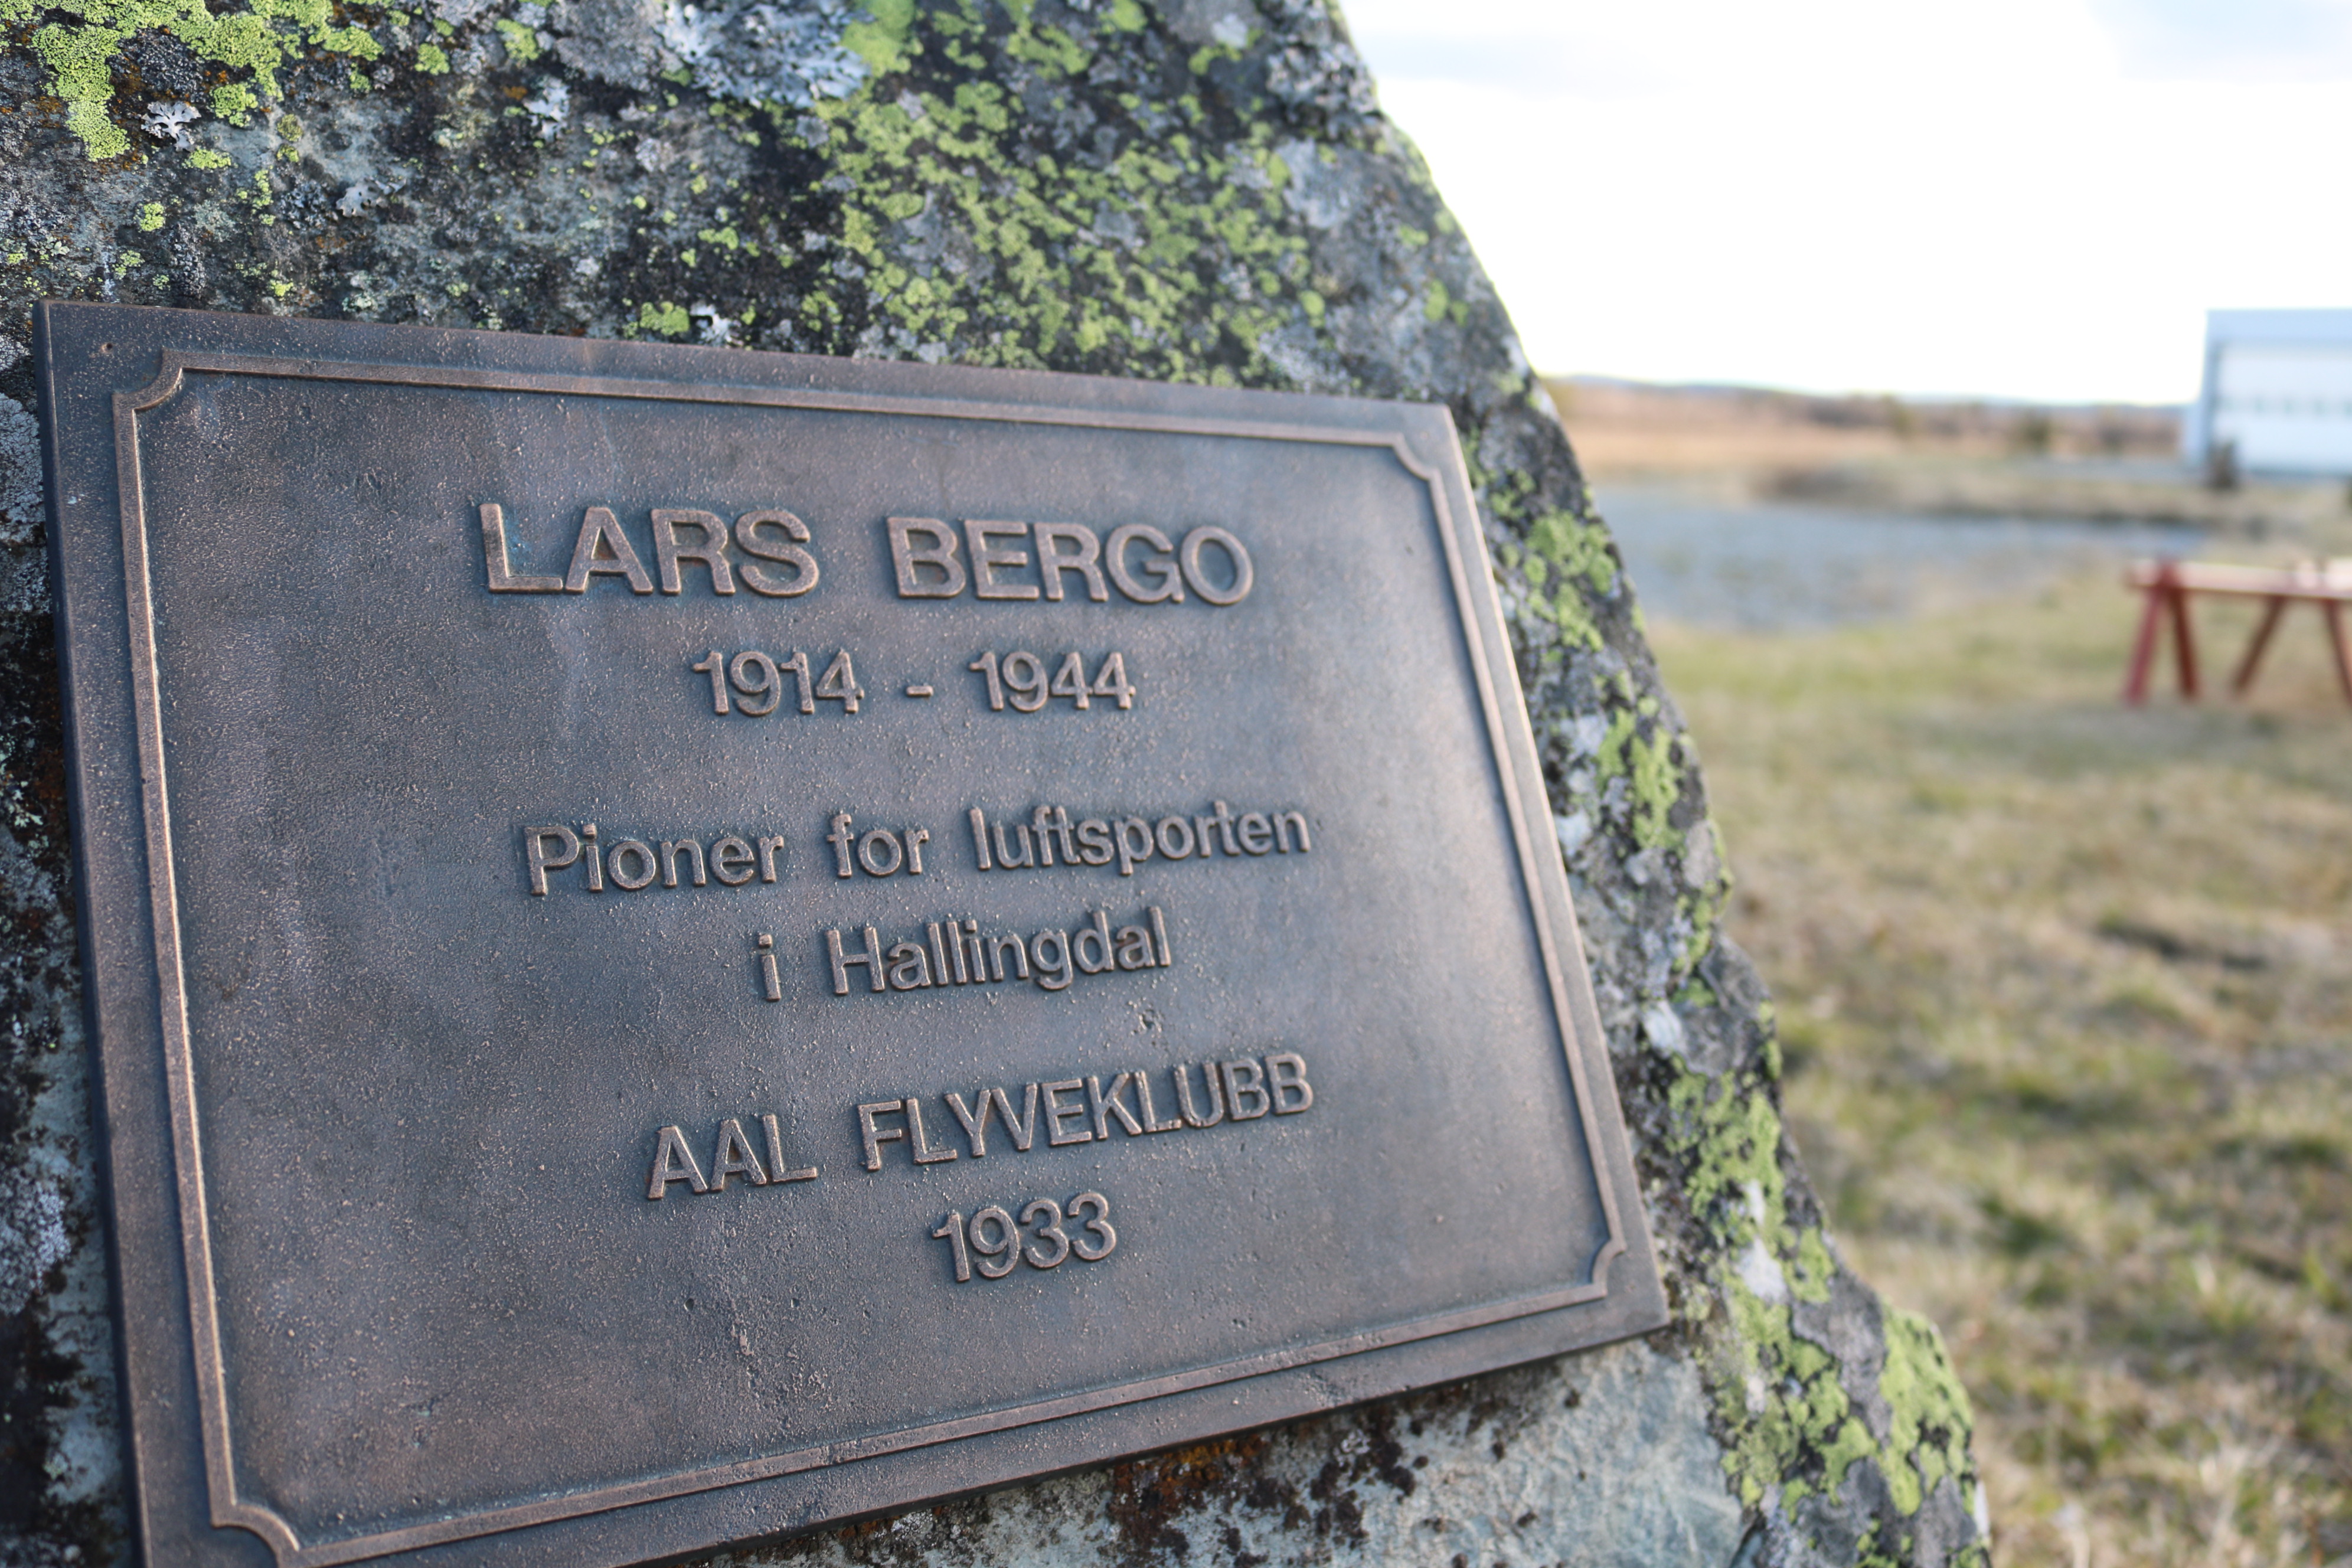 LARS BERGO
1914 - 1944
Pioner for luftsporten
i Hallingdal
AAL FLYVEKLUBB
1933